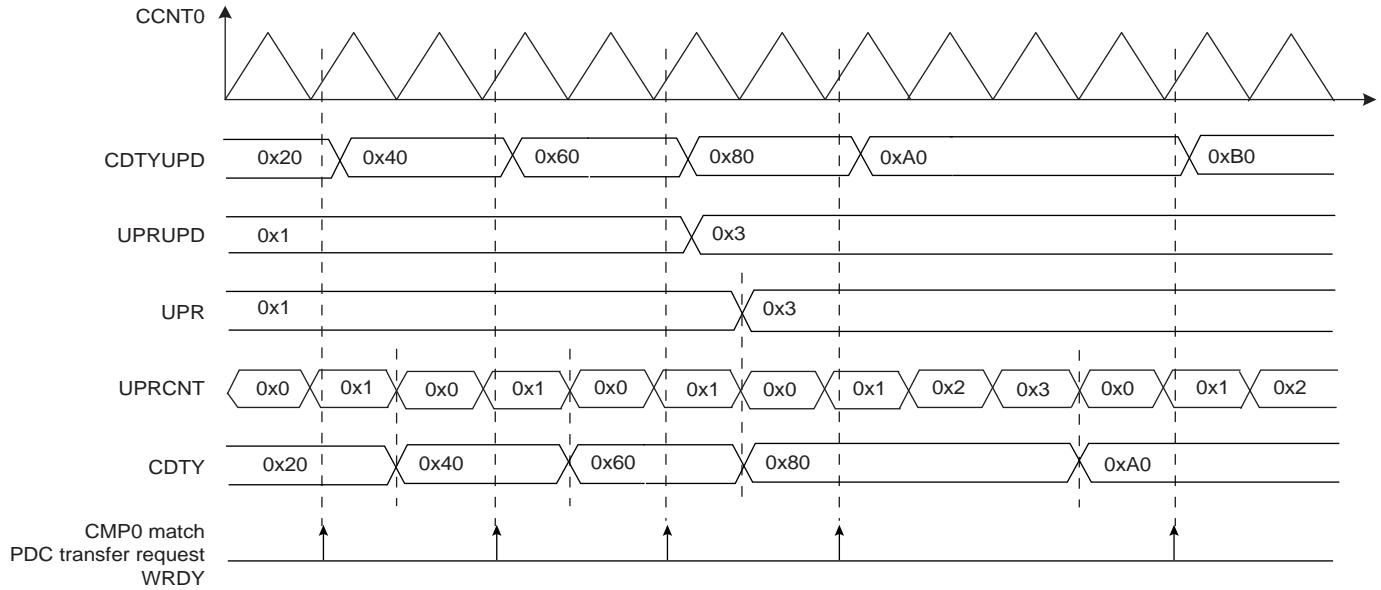 CCNT0
CDTYUPD 0x20 0x40 0x60 0x80 0xA0 0xB0
UPRUPD 0x1 0x3
UPR 0x1 0x3
UPRCNT 0x0 0x1 0x0 0x1 0x0 0x1 0x0 0x1 0x2 0x3 0x0 0x1 0x2
CDTY 0x20 0x40 0x60 0x80 0xA0
CMP0 match
PDC transfer request
WRDY